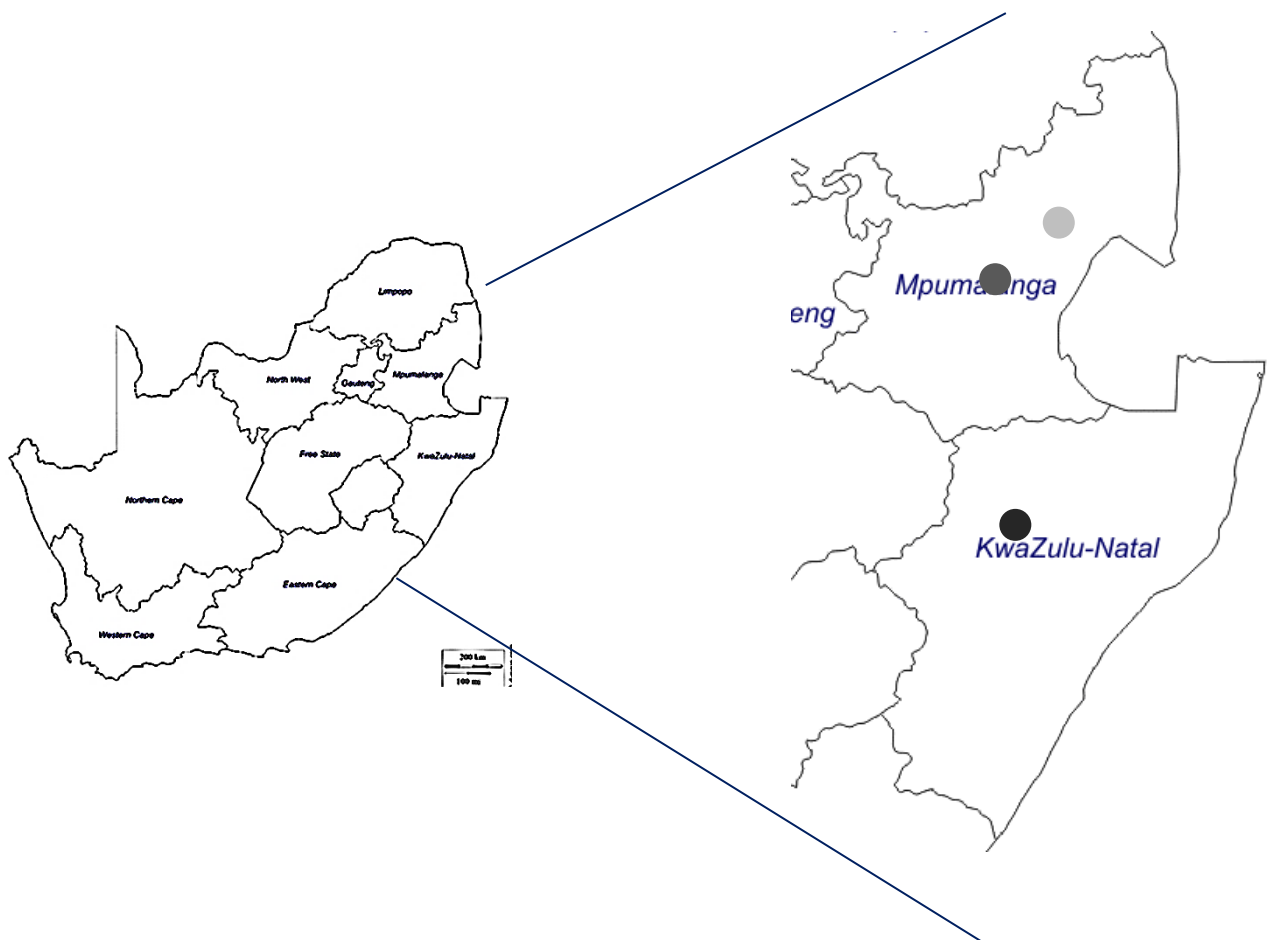 Limpopo
North West
Gauteng
Mpumalanga
Free State
KwaZulu-Natal
Northern Cape
Eastern Cape
Western Cape
200 km
100 mi
Mpumalanga
eng
KwaZulu-Natal